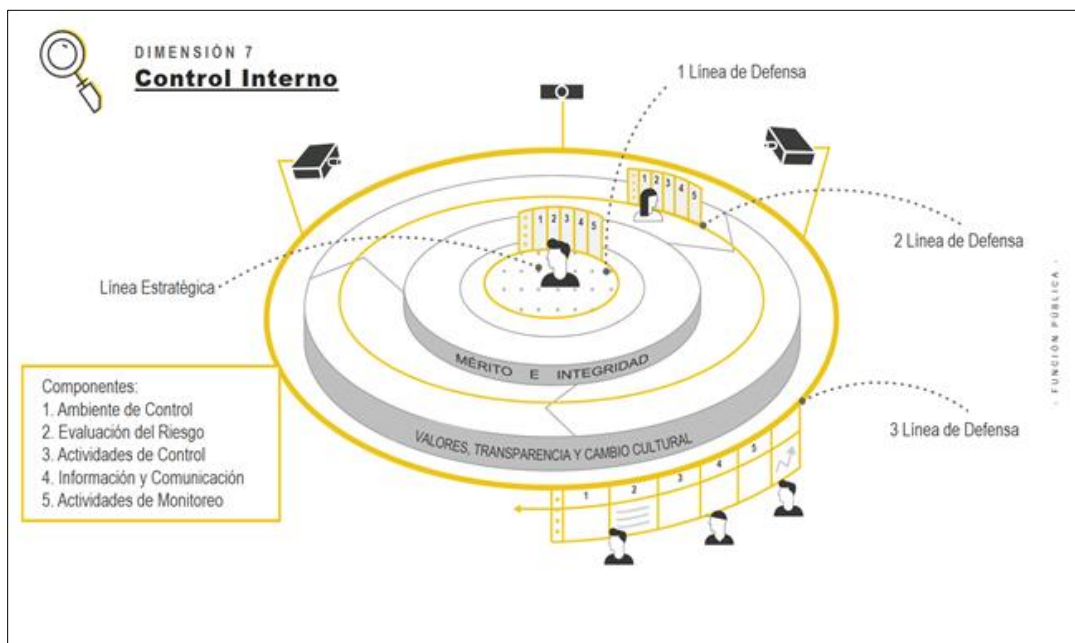 DIMENSIÓN 7
Control Interno
1 Línea de Defensa
2 Línea de Defensa
Línea Estratégica
1 2 3 4 5
1 2 3 4 5
MÉRITO E INTEGRIDAD
VALORES, TRANSPARENCIA Y CAMBIO CULTURAL
3 Línea de Defensa
Componentes:
1. Ambiente de Control
2. Evaluación del Riesgo
3. Actividades de Control
4. Información y Comunicación
5. Actividades de Monitoreo
1 2 3 4 5
· FUNCIÓN PÚBLICA ·